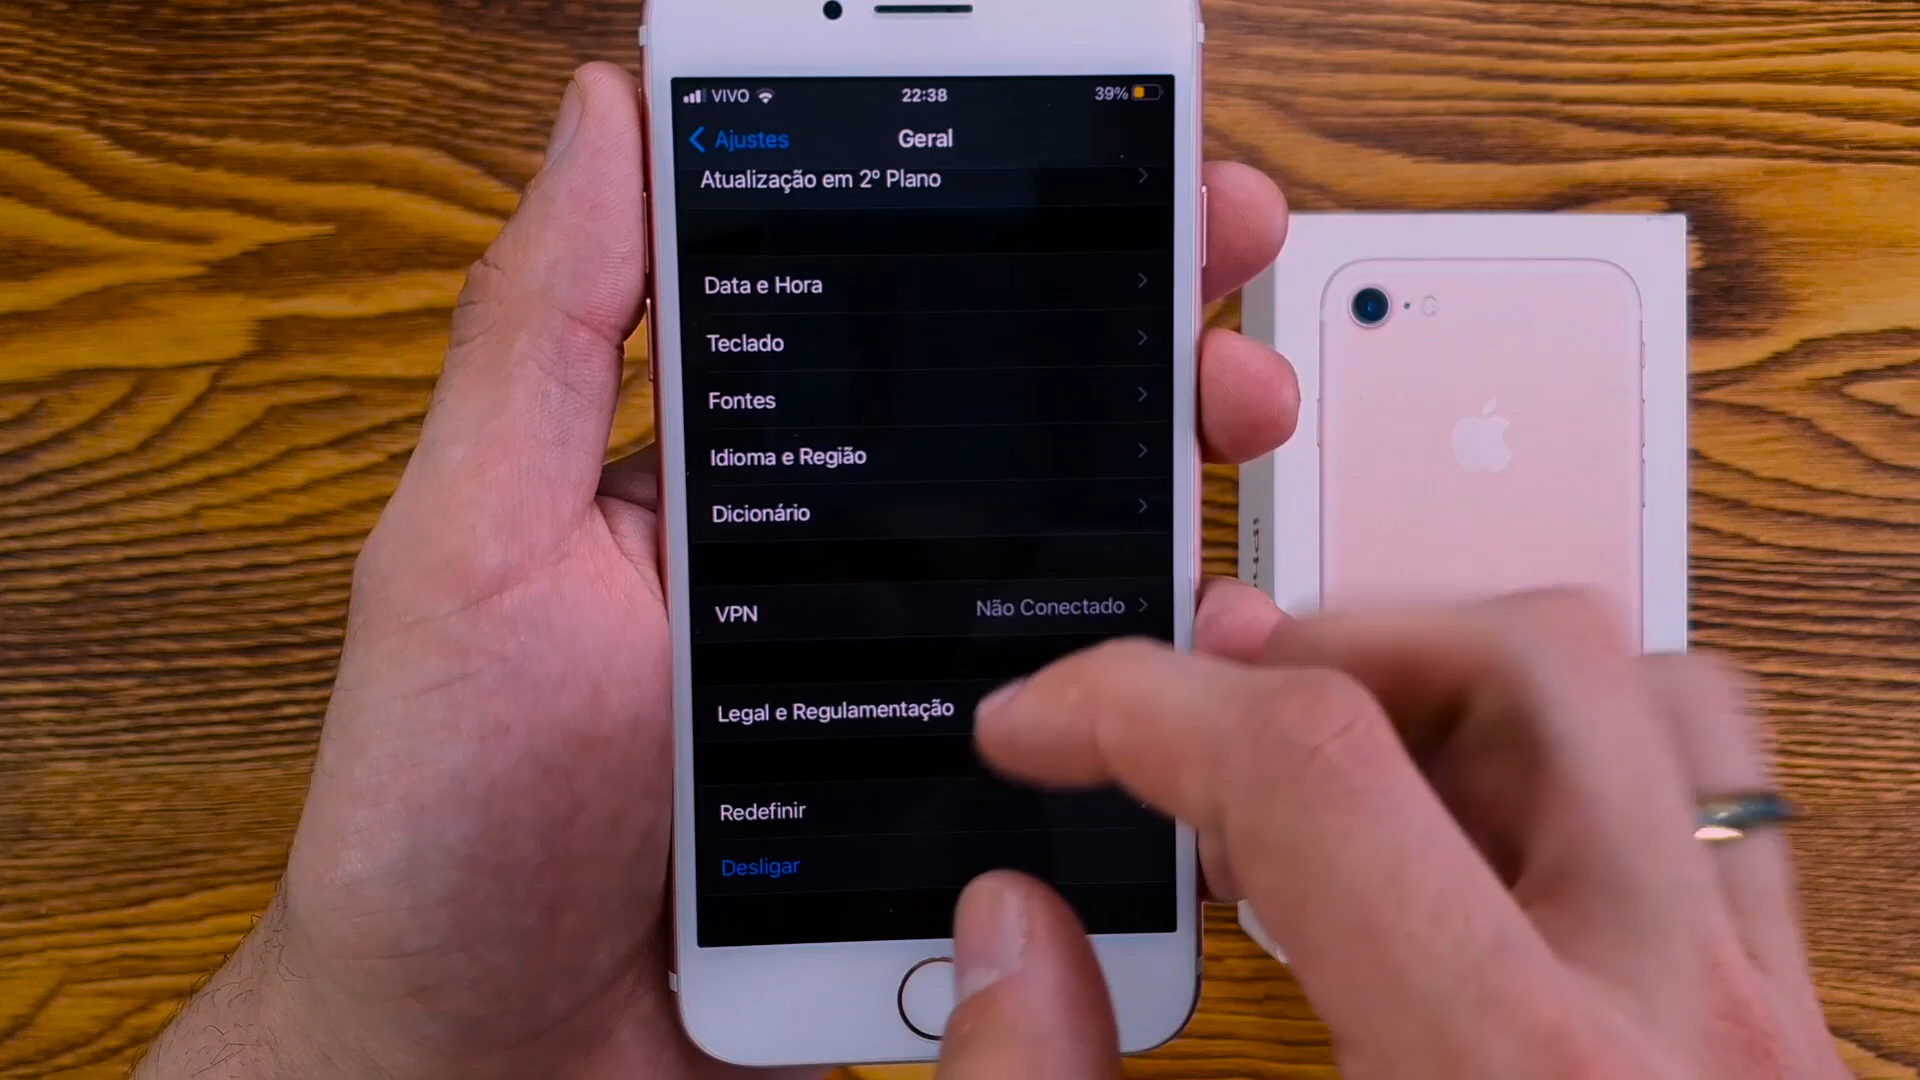 VIVO 22:38 39%
Ajustes Geral
Atualização em 2º Plano
Data e Hora
Teclado
Fontes
Idioma e Região
Dicionário
VPN Não Conectado
Legal e Regulamentação
Redefinir
Desligar